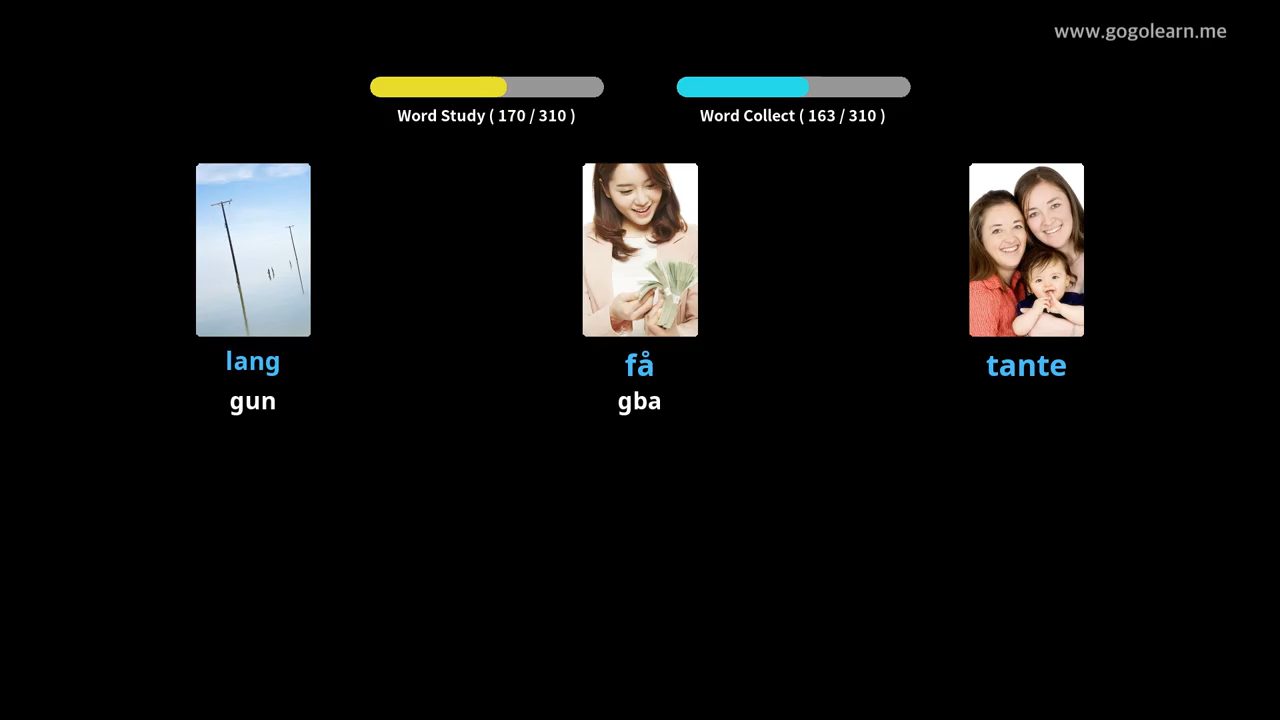 www.gogolearn.me
Word Study ( 170 / 310 )
Word Collect ( 163 / 310 )
lang
gun
få
gba
tante